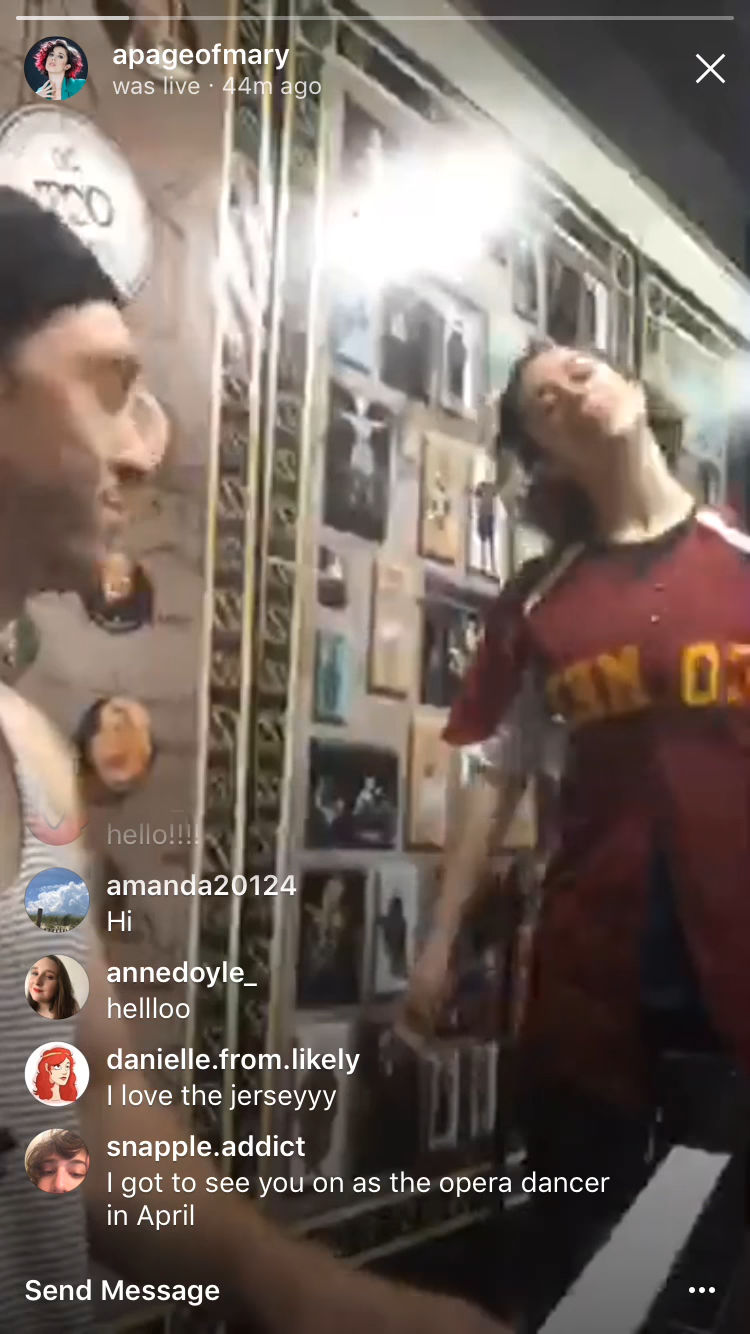 apageofmary
was live · 44m ago
hello!!!!
amanda20124
Hi
annedoyle_
hellloo
danielle.from.likely
I love the jerseyyy
snapple.addict
I got to see you on as the opera dancer
in April
Send Message